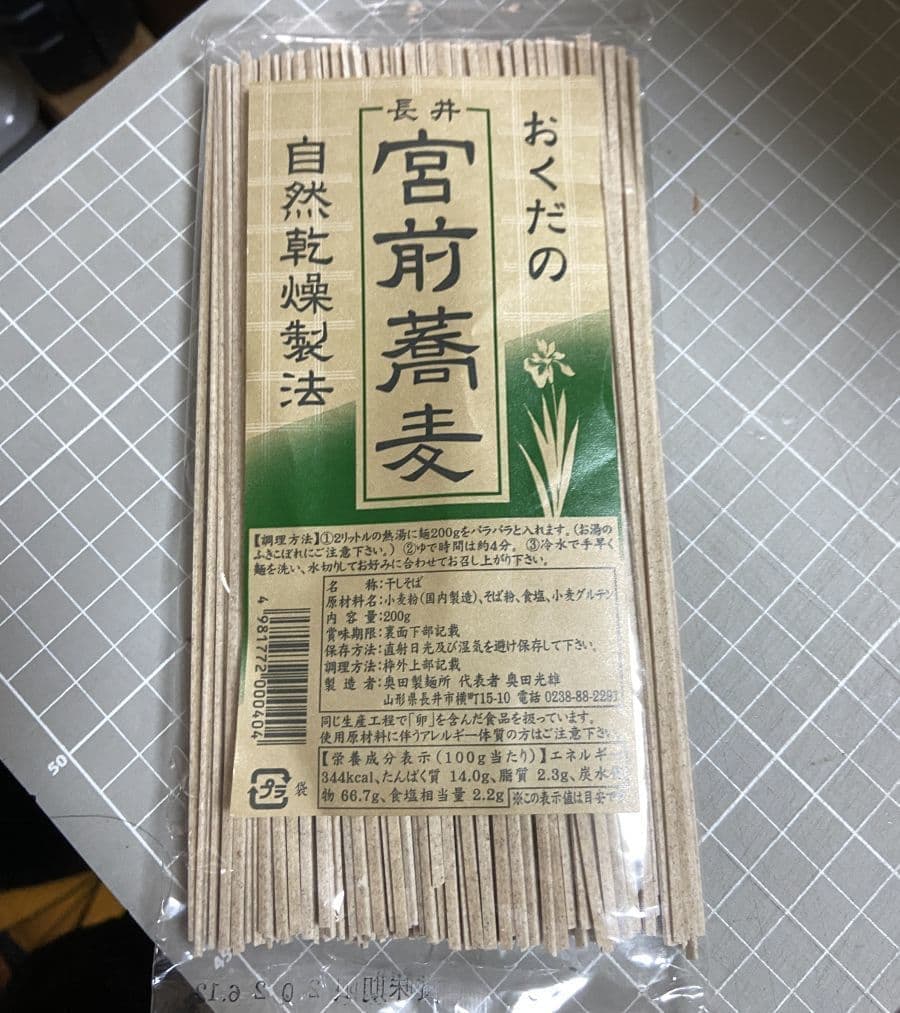 おくだの
長井
宮前蕎麦
自然乾燥製法
【調理方法】①2リットルの熱湯に麺200gをバラバラと入れます。(お湯の
ふきこぼれにご注意下さい。) ②ゆで時間は約4分。 ③冷水で手早く
麺を洗い、水切りしてお好みに合わせてお召し上がり下さい。
名 称:干しそば
原材料名:小麦粉(国内製造)、そば粉、食塩、小麦グルテン
内容量:200g
賞味期限:裏面下部記載
保存方法:直射日光及び湿気を避け保存して下さい。
調理方法:枠外上部記載
製造者:奥田製麺所 代表者 奥田光雄
山形県長井市横町15-10 電話 0238-88-2291
同じ生産工程で「卵」を含んだ食品を扱っています。
使用原材料に伴うアレルギー体質の方はご注意下さ
【栄養成分表示(100g当たり)】エネルギー
344kcal、たんぱく質 14.0g、脂質 2.3g、炭水化
物 66.7g、食塩相当量 2.2g
※この表示値は目安で
4 981772 000404
プラ
袋
50